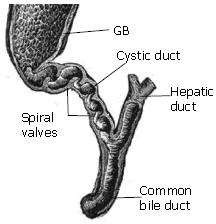 GB
Cystic duct
Hepatic
duct
Spiral
valves
Common
bile duct